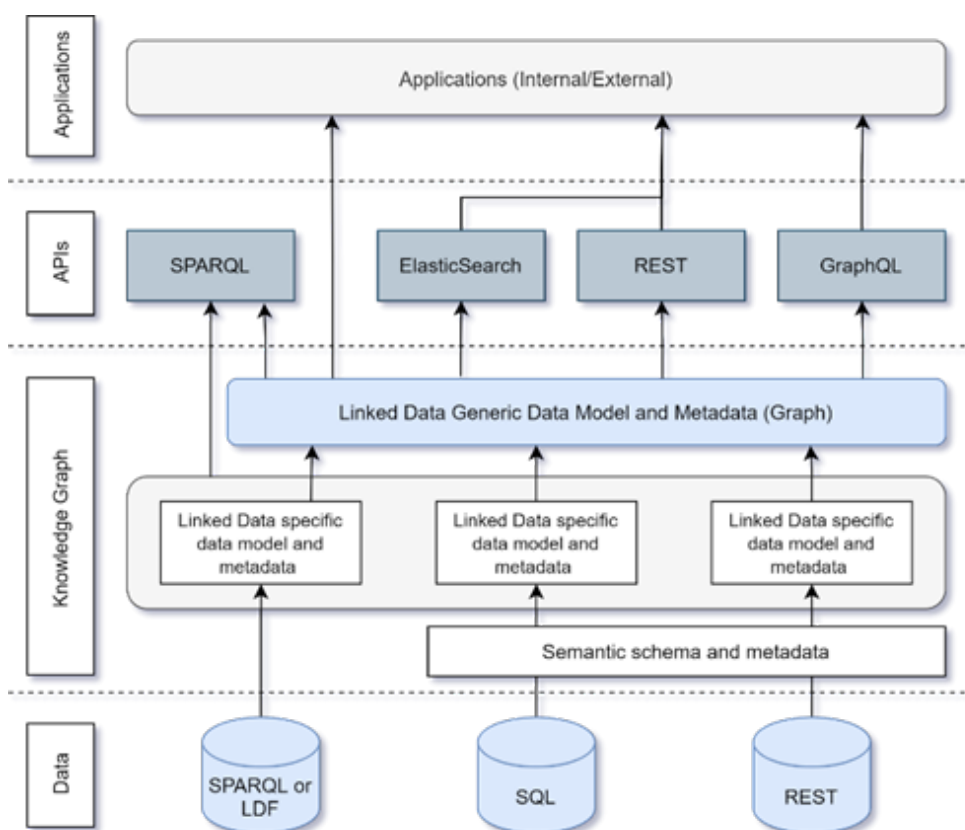 Applications
Applications (Internal/External)
APIs
SPARQL
ElasticSearch
REST
GraphQL
Knowledge Graph
Linked Data Generic Data Model and Metadata (Graph)
Linked Data specific
data model and
metadata
Linked Data specific
data model and
metadata
Linked Data specific
data model and
metadata
Semantic schema and metadata
Data
SPARQL or
LDF
SQL
REST